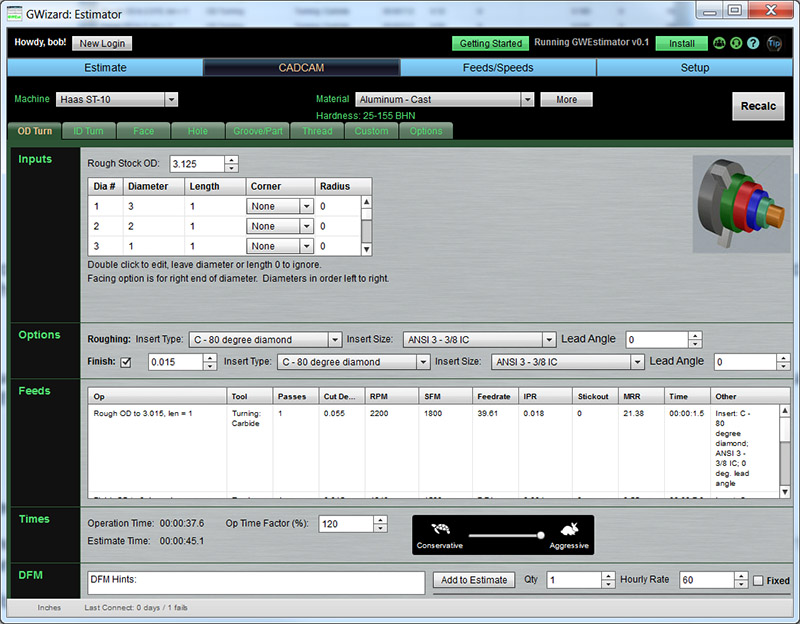 GWizard: Estimator
Howdy, bob! New Login Getting Started Running GWEstimator v0.1 Install ? Tip
Estimate CADCAM Feeds/Speeds Setup
Machine Haas ST-10 Material Aluminum - Cast More
Hardness: 25-155 BHN
Recalc
OD Turn ID Turn Face Hole Groove/Part Thread Custom Options
Inputs
Rough Stock OD: 3.125
Dia # Diameter Length Corner Radius
1 3 1 None 0
2 2 1 None 0
3 1 1 None 0
Double click to edit, leave diameter or length 0 to ignore.
Facing option is for right end of diameter. Diameters in order left to right.
Options
Roughing: Insert Type: C - 80 degree diamond Insert Size: ANSI 3 - 3/8 IC Lead Angle 0
Finish: 0.015 Insert Type: C - 80 degree diamond Insert Size: ANSI 3 - 3/8 IC Lead Angle 0
Feeds
Op Tool Passes Cut De... RPM SFM Feedrate IPR Stickout MRR Time Other
Rough OD to 3.015, len = 1 Turning: 1 0.055 2200 1800 39.61 0.018 0 21.38 00:00:1.5 Insert: C -
Carbide 80
degree
diamond;
ANSI 3 -
3/8 IC; 0
deg. lead
angle
Times
Operation Time: 00:00:37.6 Op Time Factor (%): 120
Estimate Time: 00:00:45.1
Conservative Aggressive
DFM
DFM Hints: Add to Estimate Qty 1 Hourly Rate 60 Fixed
Inches Last Connect: 0 days / 1 fails